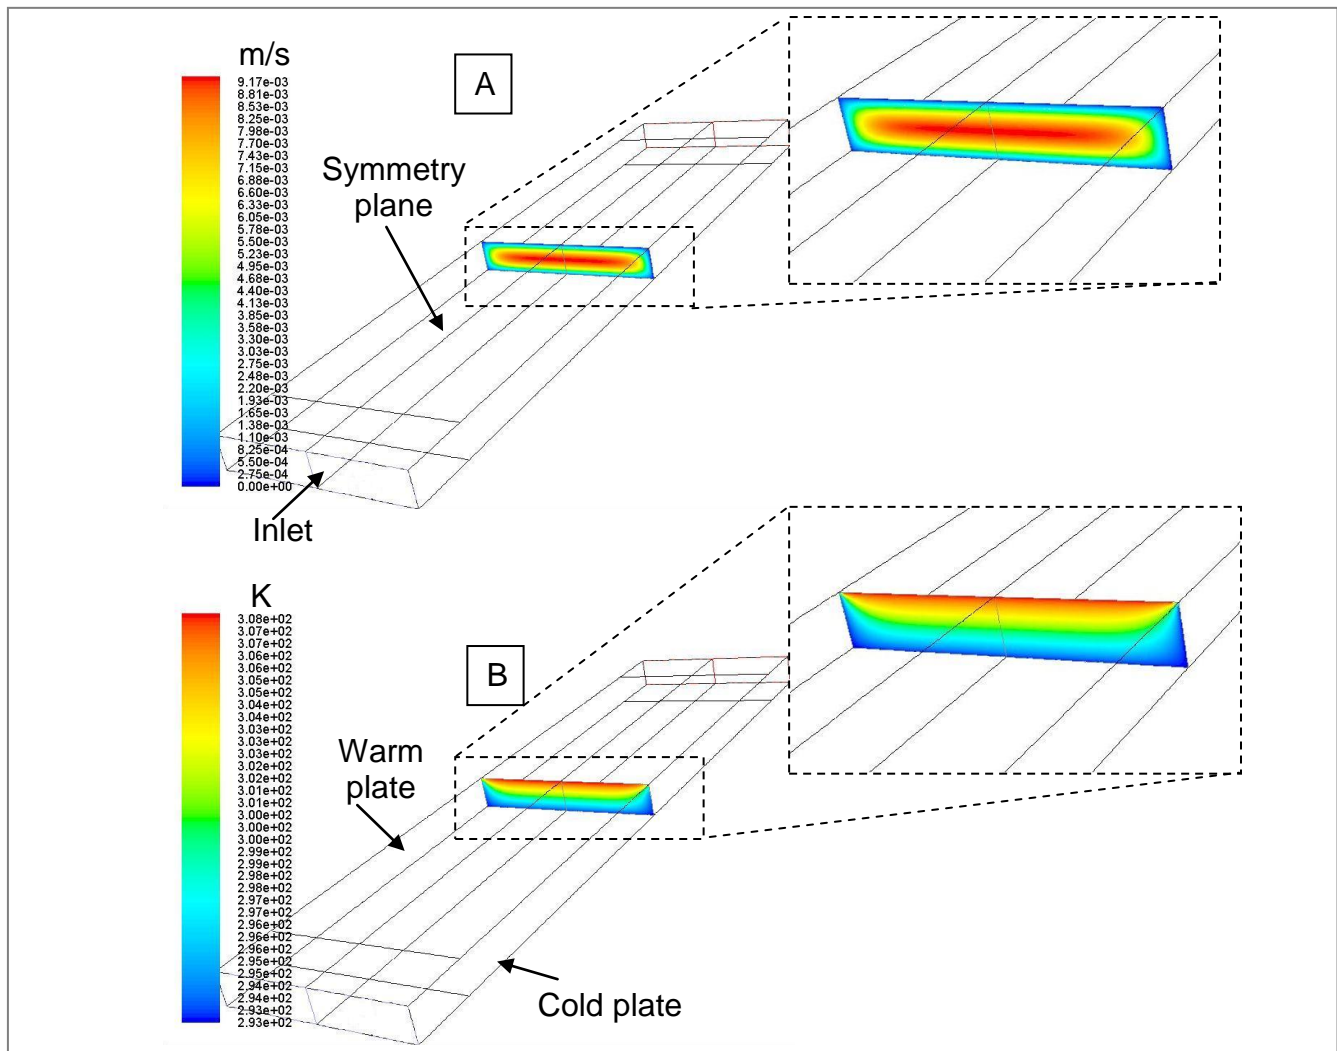 m/s
A
9.17e-03
8.81e-03
8.53e-03
8.25e-03
7.98e-03
7.70e-03
7.43e-03
7.15e-03
6.88e-03
6.60e-03
6.33e-03
6.05e-03
5.78e-03
5.50e-03
5.23e-03
4.95e-03
4.68e-03
4.40e-03
4.13e-03
3.85e-03
3.58e-03
3.30e-03
3.03e-03
2.75e-03
2.48e-03
2.20e-03
1.93e-03
1.65e-03
1.38e-03
1.10e-03
8.25e-04
5.50e-04
2.75e-04
0.00e+00
Symmetry
plane
Inlet
K
B
3.08e+02
3.07e+02
3.07e+02
3.06e+02
3.06e+02
3.05e+02
3.05e+02
3.04e+02
3.04e+02
3.03e+02
3.03e+02
3.03e+02
3.02e+02
3.02e+02
3.01e+02
3.01e+02
3.00e+02
3.00e+02
3.00e+02
2.99e+02
2.99e+02
2.98e+02
2.98e+02
2.97e+02
2.97e+02
2.96e+02
2.96e+02
2.96e+02
2.95e+02
2.95e+02
2.94e+02
2.94e+02
2.93e+02
2.93e+02
Warm
plate
Cold plate